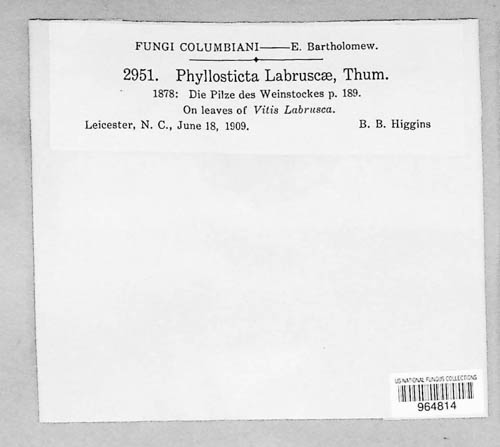 FUNGI COLUMBIANI—E. Bartholomew.
2951. Phyllosticta Labruscæ, Thum.
1878: Die Pilze des Weinstockes p. 189.
On leaves of Vitis Labrusca.
Leicester, N. C., June 18, 1909. B. B. Higgins
US NATIONAL FUNGUS COLLECTIONS
964814